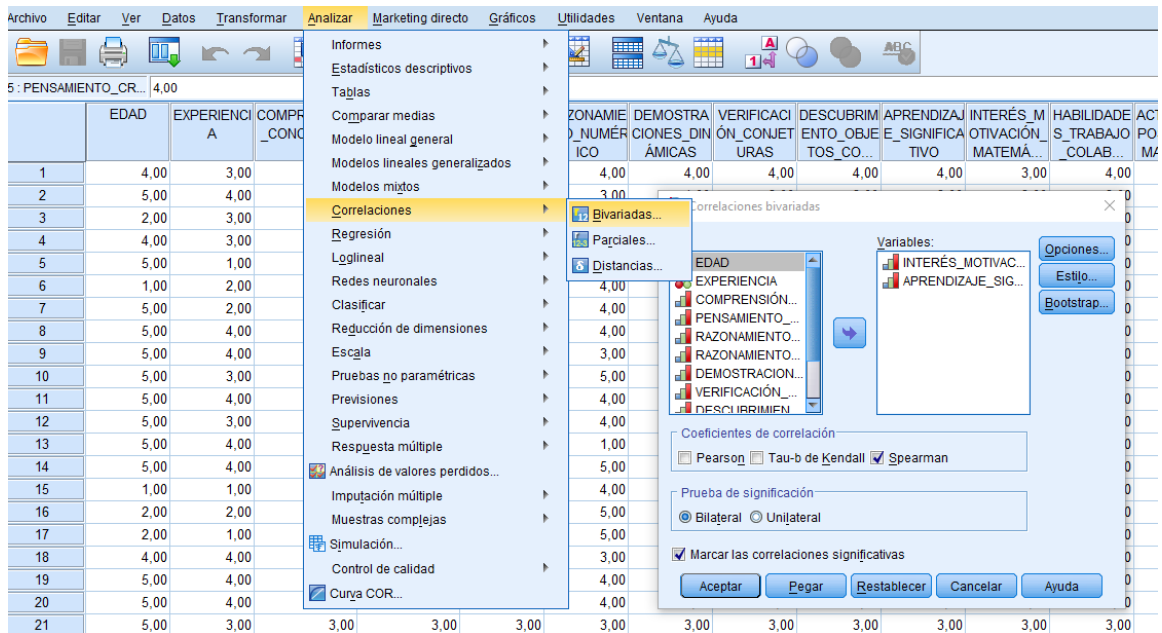 Archivo Editar Ver Datos Transformar Analizar Marketing directo Gráficos Utilidades Ventana Ayuda
5 : PENSAMIENTO_CR... 4,00
EDAD EXPERIENCI COMPR ZONAMIE DEMOSTRA VERIFICACI DESCUBRIM APRENDIZAJ INTERÉS_M HABILIDADE ACT
A _CONC O_NUMÉR CIONES_DIN ÓN_CONJET ENTO_OBJE E_SIGNIFICA OTIVACIÓN_ S_TRABAJO PO
ICO ÁMICAS URAS TOS_CO... TIVO MATEMÁ... _COLAB... MA
1 4,00 3,00 4,00 4,00 4,00 4,00 4,00 3,00 4,00
2 5,00 4,00 3,00
3 2,00 3,00
4 4,00 3,00
5 5,00 1,00
6 1,00 2,00 4,00
7 5,00 2,00 4,00
8 5,00 4,00 4,00
9 5,00 4,00 3,00
10 5,00 3,00 5,00
11 5,00 4,00 4,00
12 5,00 3,00 4,00
13 5,00 4,00 1,00
14 5,00 4,00 5,00
15 1,00 1,00 4,00
16 2,00 2,00 5,00
17 2,00 1,00 5,00
18 4,00 4,00 3,00
19 5,00 4,00 4,00
20 5,00 4,00 4,00
21 5,00 3,00 3,00 3,00 3,00 3,00 3,00 3,00 3,00 3,00 3,00 3,00
Informes
Estadísticos descriptivos
Tablas
Comparar medias
Modelo lineal general
Modelos lineales generalizados
Modelos mixtos
Correlaciones
Regresión
Loglineal
Redes neuronales
Clasificar
Reducción de dimensiones
Escala
Pruebas no paramétricas
Previsiones
Supervivencia
Respuesta múltiple
Análisis de valores perdidos...
Imputación múltiple
Muestras complejas
Simulación...
Control de calidad
Curva COR...
Bivariadas...
Parciales...
Distancias...
Correlaciones bivariadas
EDAD
EXPERIENCIA
COMPRENSIÓN...
PENSAMIENTO_...
RAZONAMIENTO...
RAZONAMIENTO...
DEMOSTRACION...
VERIFICACIÓN_...
DESCUBRIMIEN
Variables:
INTERÉS_MOTIVAC...
APRENDIZAJE_SIG...
Opciones...
Estilo...
Bootstrap...
Coeficientes de correlación
Pearson Tau-b de Kendall Spearman
Prueba de significación
Bilateral Unilateral
Marcar las correlaciones significativas
Aceptar Pegar Restablecer Cancelar Ayuda